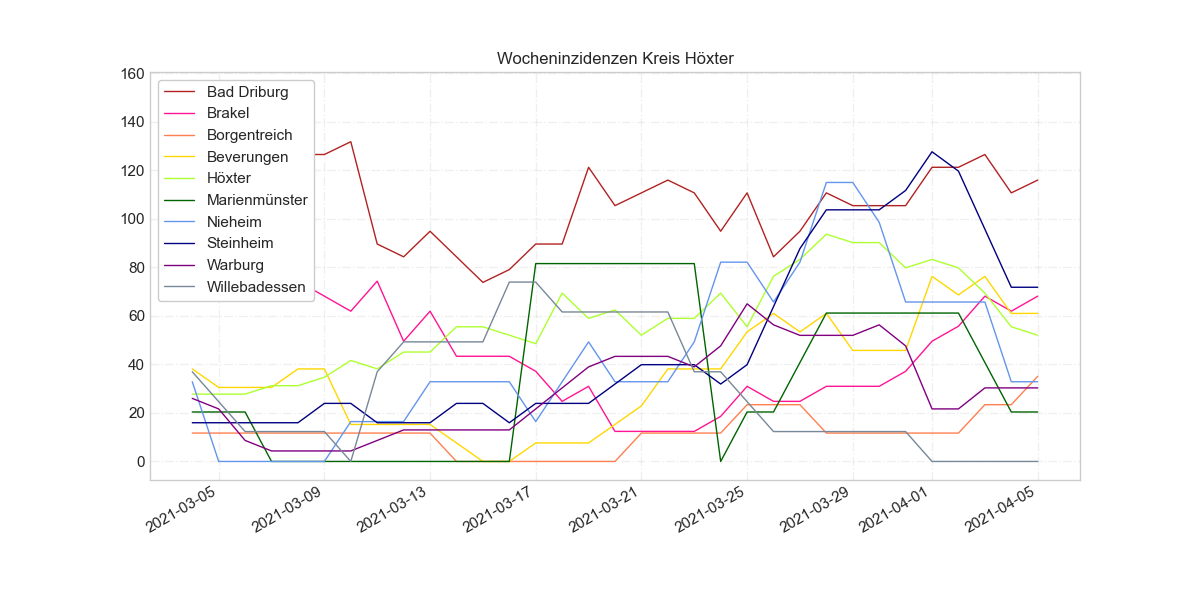 Wocheninzidenzen Kreis Höxter
160
140
120
100
80
60
40
20
0
Bad Driburg
Brakel
Borgentreich
Beverungen
Höxter
Marienmünster
Nieheim
Steinheim
Warburg
Willebadessen
2021-03-05
2021-03-09
2021-03-13
2021-03-17
2021-03-21
2021-03-25
2021-03-29
2021-04-01
2021-04-05